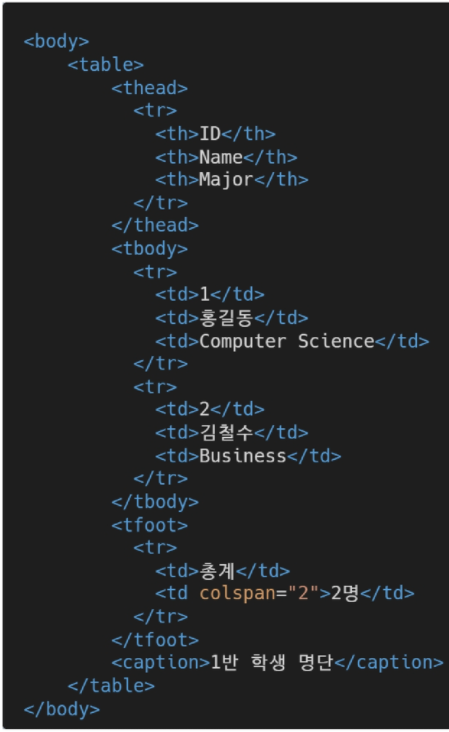 <body>
<table>
<thead>
<tr>
<th>ID</th>
<th>Name</th>
<th>Major</th>
</tr>
</thead>
<tbody>
<tr>
<td>1</td>
<td>홍길동</td>
<td>Computer Science</td>
</tr>
<tr>
<td>2</td>
<td>김철수</td>
<td>Business</td>
</tr>
</tbody>
<tfoot>
<tr>
<td>총계</td>
<td colspan="2">2명</td>
</tr>
</tfoot>
<caption>1반 학생 명단</caption>
</table>
</body>